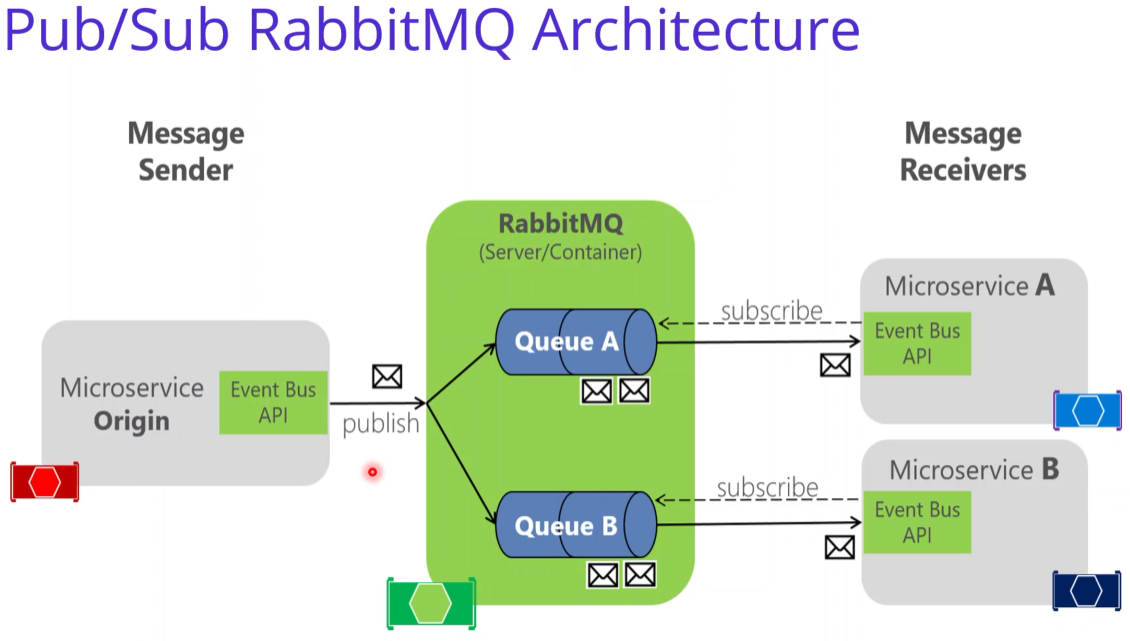 Pub/Sub RabbitMQ Architecture
Message
Sender
Message
Receivers
RabbitMQ
(Server/Container)
Microservice
Origin
Event Bus
API
publish
Queue A
Queue B
subscribe
subscribe
Microservice A
Event Bus
API
Microservice B
Event Bus
API